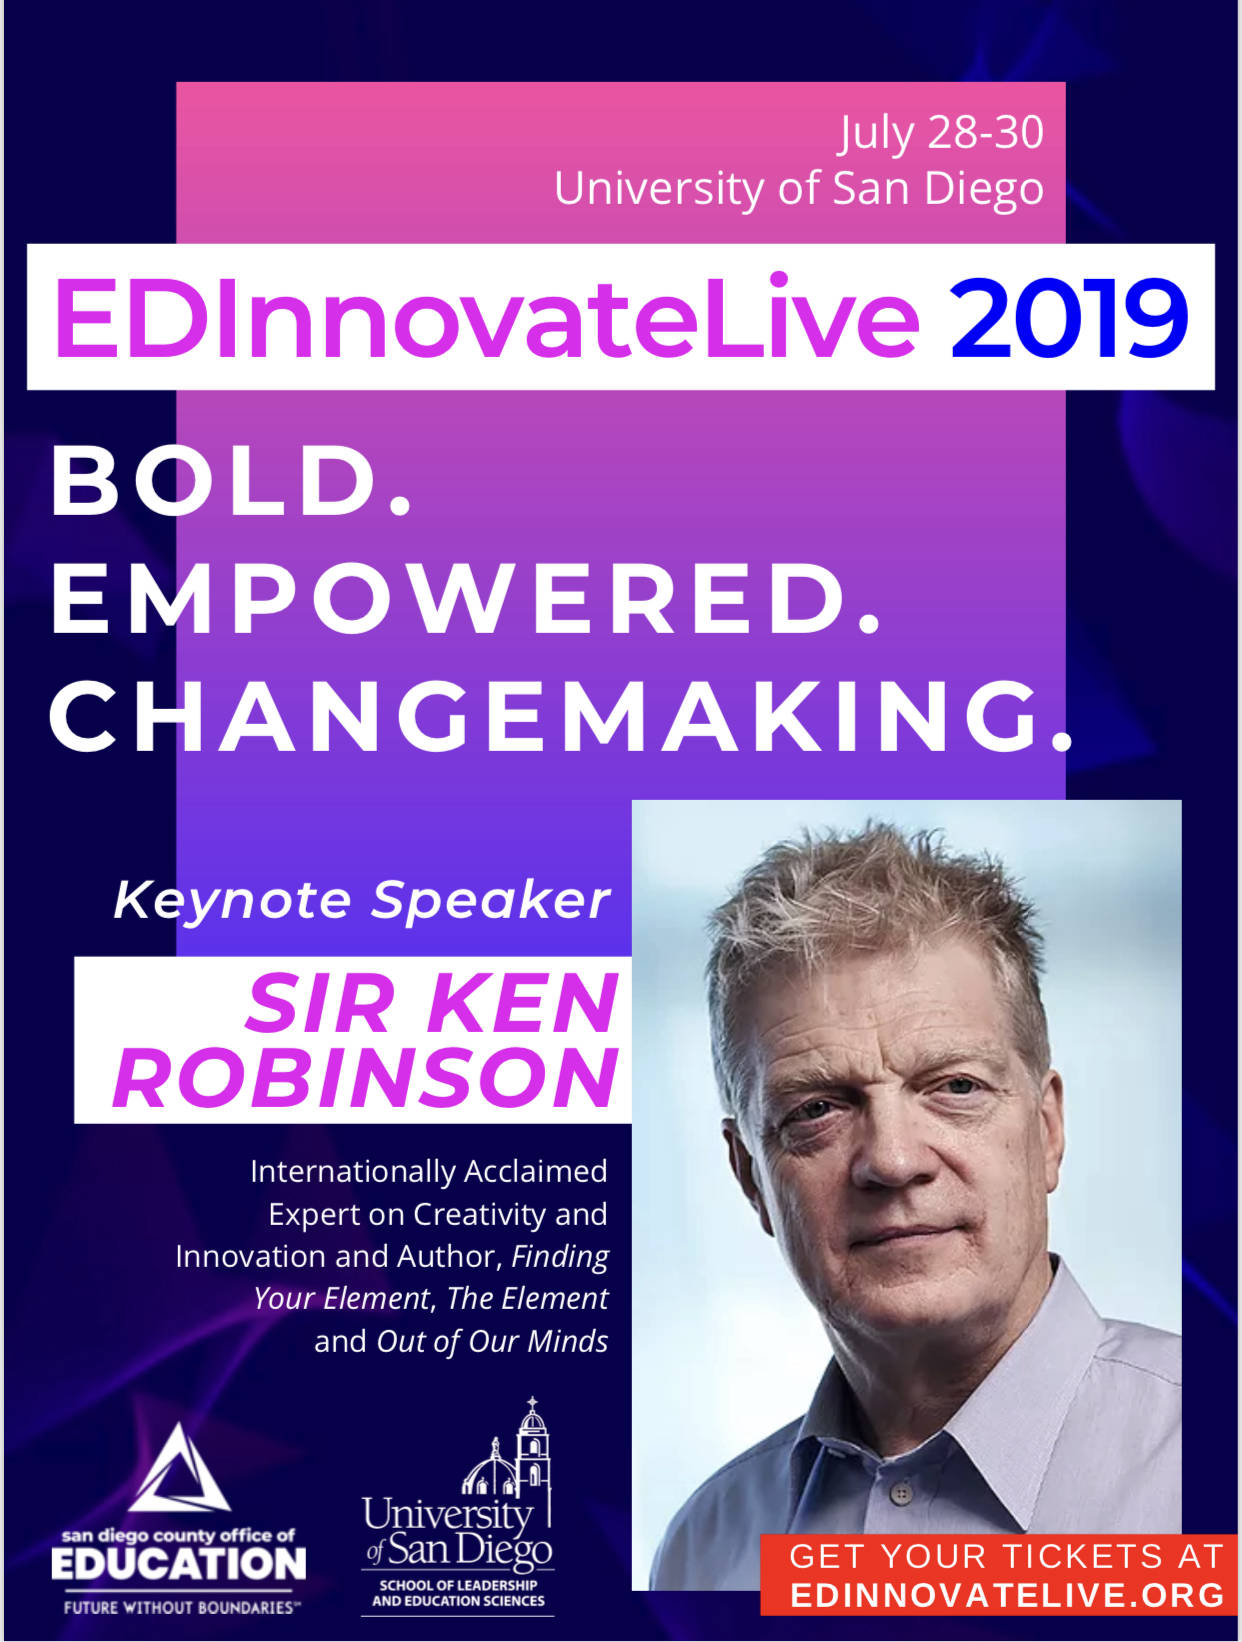 July 28-30
University of San Diego
EDInnovateLive 2019
BOLD.
EMPOWERED.
CHANGEMAKING.
Keynote Speaker
SIR KEN
ROBINSON
Internationally Acclaimed
Expert on Creativity and
Innovation and Author, Finding
Your Element, The Element
and Out of Our Minds
san diego county office of
EDUCATION
FUTURE WITHOUT BOUNDARIES℠
University
of San Diego
SCHOOL OF LEADERSHIP
AND EDUCATION SCIENCES
GET YOUR TICKETS AT
EDINNOVATELIVE.ORG